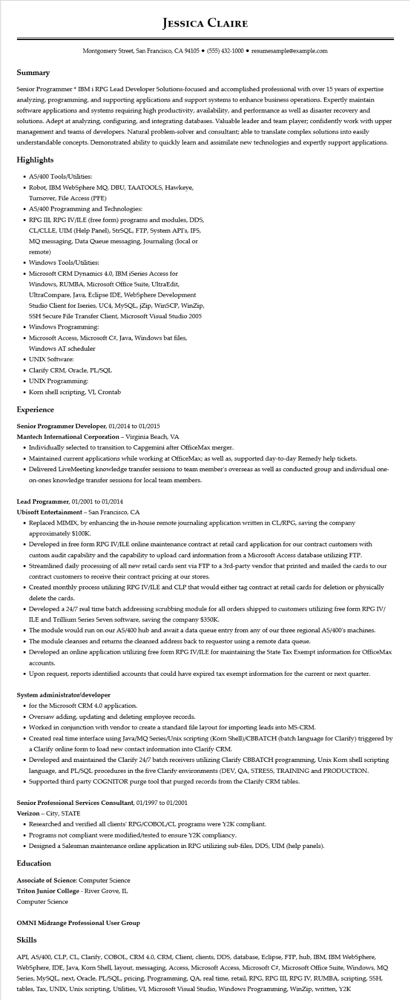 Jessica Claire
Montgomery Street, San Francisco, CA 94105 ● (555) 432-1000 ● resumesample@example.com
Summary
Senior Programmer * IBM i RPG Lead Developer Solutions-focused and accomplished professional with over 15 years of expertise
analyzing, programming, and supporting applications and support systems to enhance business operations. Expertly maintain
software applications and systems requiring high productivity, availability, and performance as well as disaster recovery and
solutions. Adept at analyzing, configuring, and integrating databases. Valuable leader and team player; confidently work with upper
management and teams of developers. Natural problem-solver and consultant; able to translate complex solutions into easily
understandable concepts. Demonstrated ability to quickly learn and assimilate new technologies and expertly support applications.
Highlights
• AS/400 Tools/Utilities:
• Robot, IBM WebSphere MQ, DBU, TAATOOLS, Hawkeye,
Turnover, File Access (PFE)
• AS/400 Programming and Technologies:
• RPG III, RPG IV/ILE (free form) programs and modules, DDS,
CL/CLLE, UIM (Help Panel), StrSQL, FTP, System API's, IFS,
MQ messaging, Data Queue messaging, Journaling (local or
remote)
• Windows Tools/Utilities:
• Microsoft CRM Dynamics 4.0, IBM iSeries Access for
Windows, RUMBA, Microsoft Office Suite, UltraEdit,
UltraCompare, Java, Eclipse IDE, WebSphere Development
Studio Client for Iseries, UC4, MySQL, jZip, WinSCP, WinZip,
SSH Secure File Transfer Client, Microsoft Visual Studio 2005
• Windows Programming:
• Microsoft Access, Microsoft C#, Java, Windows bat files,
Windows AT scheduler
• UNIX Software:
• Clarify CRM, Oracle, PL/SQL
• UNIX Programming:
• Korn shell scripting, VI, Crontab
Experience
Senior Programmer Developer, 01/2014 to 01/2015
Mantech International Corporation – Virginia Beach, VA
• Individually selected to transition to Capgemini after OfficeMax merger.
• Maintained current applications while working at OfficeMax; as well as, supported day-to-day Remedy help tickets.
• Delivered LiveMeeting knowledge transfer sessions to team member's overseas as well as conducted group and individual one-
on-ones knowledge transfer sessions for local team members.
Lead Programmer, 01/2001 to 01/2014
Ubisoft Entertainment – San Francisco, CA
• Replaced MIMIX, by enhancing the in-house remote journaling application written in CL/RPG, saving the company
approximately $100K.
• Developed in free form RPG IV/ILE online maintenance contract at retail card application for our contract customers with
custom audit capability and the capability to upload card information from a Microsoft Access database utilizing FTP.
• Streamlined daily processing of all new retail cards sent via FTP to a 3rd-party vendor that printed and mailed the cards to our
contract customers to receive their contract pricing at our stores.
• Created monthly process utilizing RPG IV/ILE and CLP that would either tag contract at retail cards for deletion or physically
delete the cards.
• Developed a 24/7 real time batch addressing scrubbing module for all orders shipped to customers utilizing free form RPG IV/
ILE and Trillium Series Seven software, saving the company $350K.
• The module would run on our AS/400 hub and await a data queue entry from any of our three regional AS/400's machines.
• The module cleanses and returns the cleansed address back to requestor using a remote data queue.
• Developed an online application utilizing free form RPG IV/ILE for maintaining the State Tax Exempt information for OfficeMax
accounts.
• Upon request, reports identified accounts that could have expired tax exempt information for the current or next quarter.
System administrator/developer
• for the Microsoft CRM 4.0 application.
• Oversaw adding, updating and deleting employee records.
• Worked in conjunction with vendor to create a standard file layout for importing leads into MS-CRM.
• Created real time interface using Java/MQ Series/Unix scripting (Korn Shell)/CBBATCH (batch language for Clarify) triggered by
a Clarify online form to load new contact information into Clarify CRM.
• Developed and maintained the Clarify 24/7 batch receivers utilizing Clarify CBBATCH programming, Unix Korn shell scripting
language, and PL/SQL procedures in the five Clarify environments (DEV, QA, STRESS, TRAINING and PRODUCTION.
• Supported third party COGNITOR purge tool that purged records from the Clarify CRM tables.
Senior Professional Services Consultant, 01/1997 to 01/2001
Verizon – City, STATE
• Researched and verified all clients' RPG/COBOL/CL programs were Y2K compliant.
• Programs not compliant were modified/tested to ensure Y2K compliancy.
• Designed a Salesman maintenance online application in RPG utilizing sub-files, DDS, UIM (help panels).
Education
Associate of Science: Computer Science
Triton Junior College - River Grove, IL
Computer Science
OMNI Midrange Professional User Group
Skills
API, AS/400, CLP, CL, Clarify, COBOL, CRM 4.0, CRM, Client, clients, DDS, database, Eclipse, FTP, hub, IBM, IBM WebSphere,
WebSphere, IDE, Java, Korn Shell, layout, messaging, Access, Microsoft Access, Microsoft C#, Microsoft Office Suite, Windows, MQ
Series, MySQL, next, Oracle, PL/SQL, pricing, Programming, QA, real time, retail, RPG, RPG III, RPG IV, RUMBA, scripting, SSH,
tables, Tax, UNIX, Unix scripting, Utilities, VI, Microsoft Visual Studio, Windows Programming, WinZip, written, Y2K